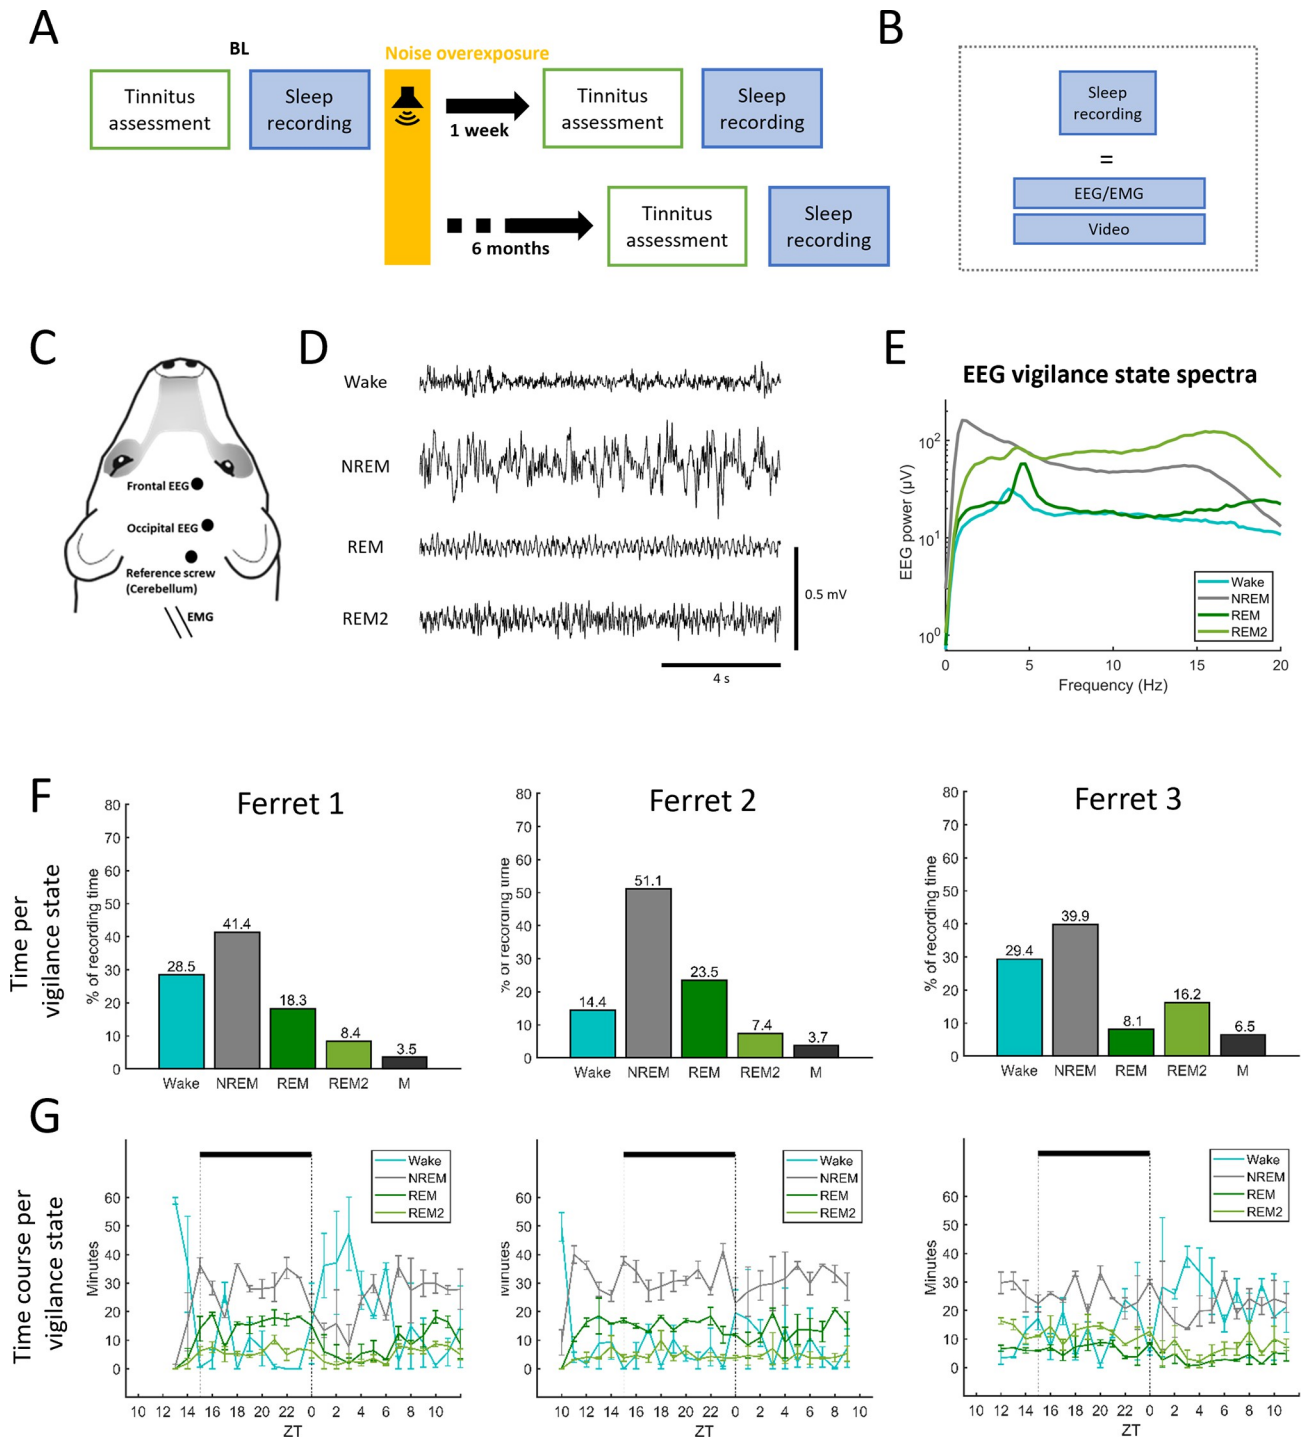 A
BL
Noise overexposure
Tinnitus
assessment
Sleep
recording
1 week
Tinnitus
assessment
Sleep
recording
6 months
Tinnitus
assessment
Sleep
recording
B
Sleep
recording
=
EEG/EMG
Video
C
Frontal EEG
Occipital EEG
Reference screw
(Cerebellum)
EMG
D
Wake
NREM
REM
REM2
0.5 mV
4 s
E
EEG vigilance state spectra
EEG power (µV)
10²
10¹
10⁰
0 5 10 15 20
Frequency (Hz)
Wake
NREM
REM
REM2
F
Time per
vigilance state
Ferret 1
% of recording time
80
70
60
50
40
30
20
10
0
28.5
41.4
18.3
8.4
3.5
Wake NREM REM REM2 M
Ferret 2
% of recording time
80
70
60
50
40
30
20
10
0
14.4
51.1
23.5
7.4
3.7
Wake NREM REM REM2 M
Ferret 3
% of recording time
80
70
60
50
40
30
20
10
0
29.4
39.9
8.1
16.2
6.5
Wake NREM REM REM2 M
G
Time course per
vigilance state
Minutes
60
50
40
30
20
10
0
Wake
NREM
REM
REM2
10 12 14 16 18 20 22 0 2 4 6 8 10
ZT
Minutes
60
50
40
30
20
10
0
Wake
NREM
REM
REM2
10 12 14 16 18 20 22 0 2 4 6 8 10
ZT
Minutes
60
50
40
30
20
10
0
Wake
NREM
REM
REM2
10 12 14 16 18 20 22 0 2 4 6 8 10
ZT